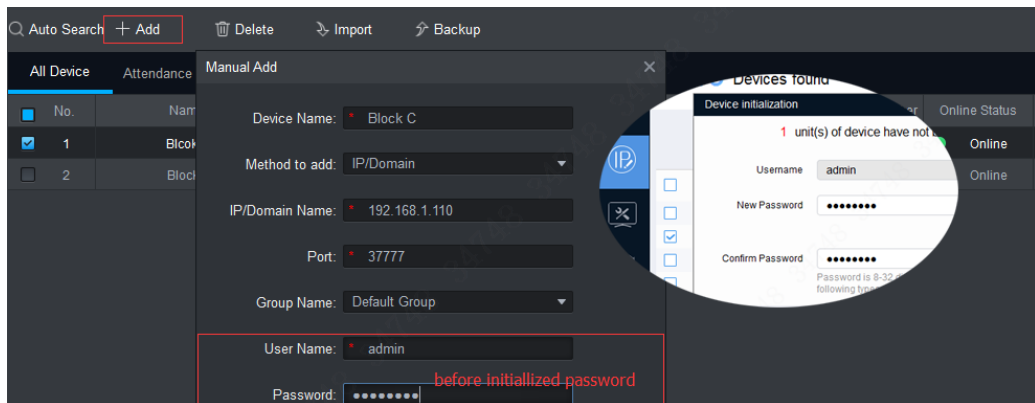 Auto Search + Add Delete Import Backup
All Device Attendance
Manual Add
Devices found
Device initialization
No. Nam Online Status
1 unit(s) of device have not
Device Name: * Block C
1 Blcok Online
Username admin
Method to add: IP/Domain
2 Block Online
New Password ••••••••
IP/Domain Name: * 192.168.1.110
Port: * 37777
Confirm Password ••••••••
Password is 8-32
following type
Group Name: Default Group
User Name: * admin
before initiallized password
Password: ••••••••